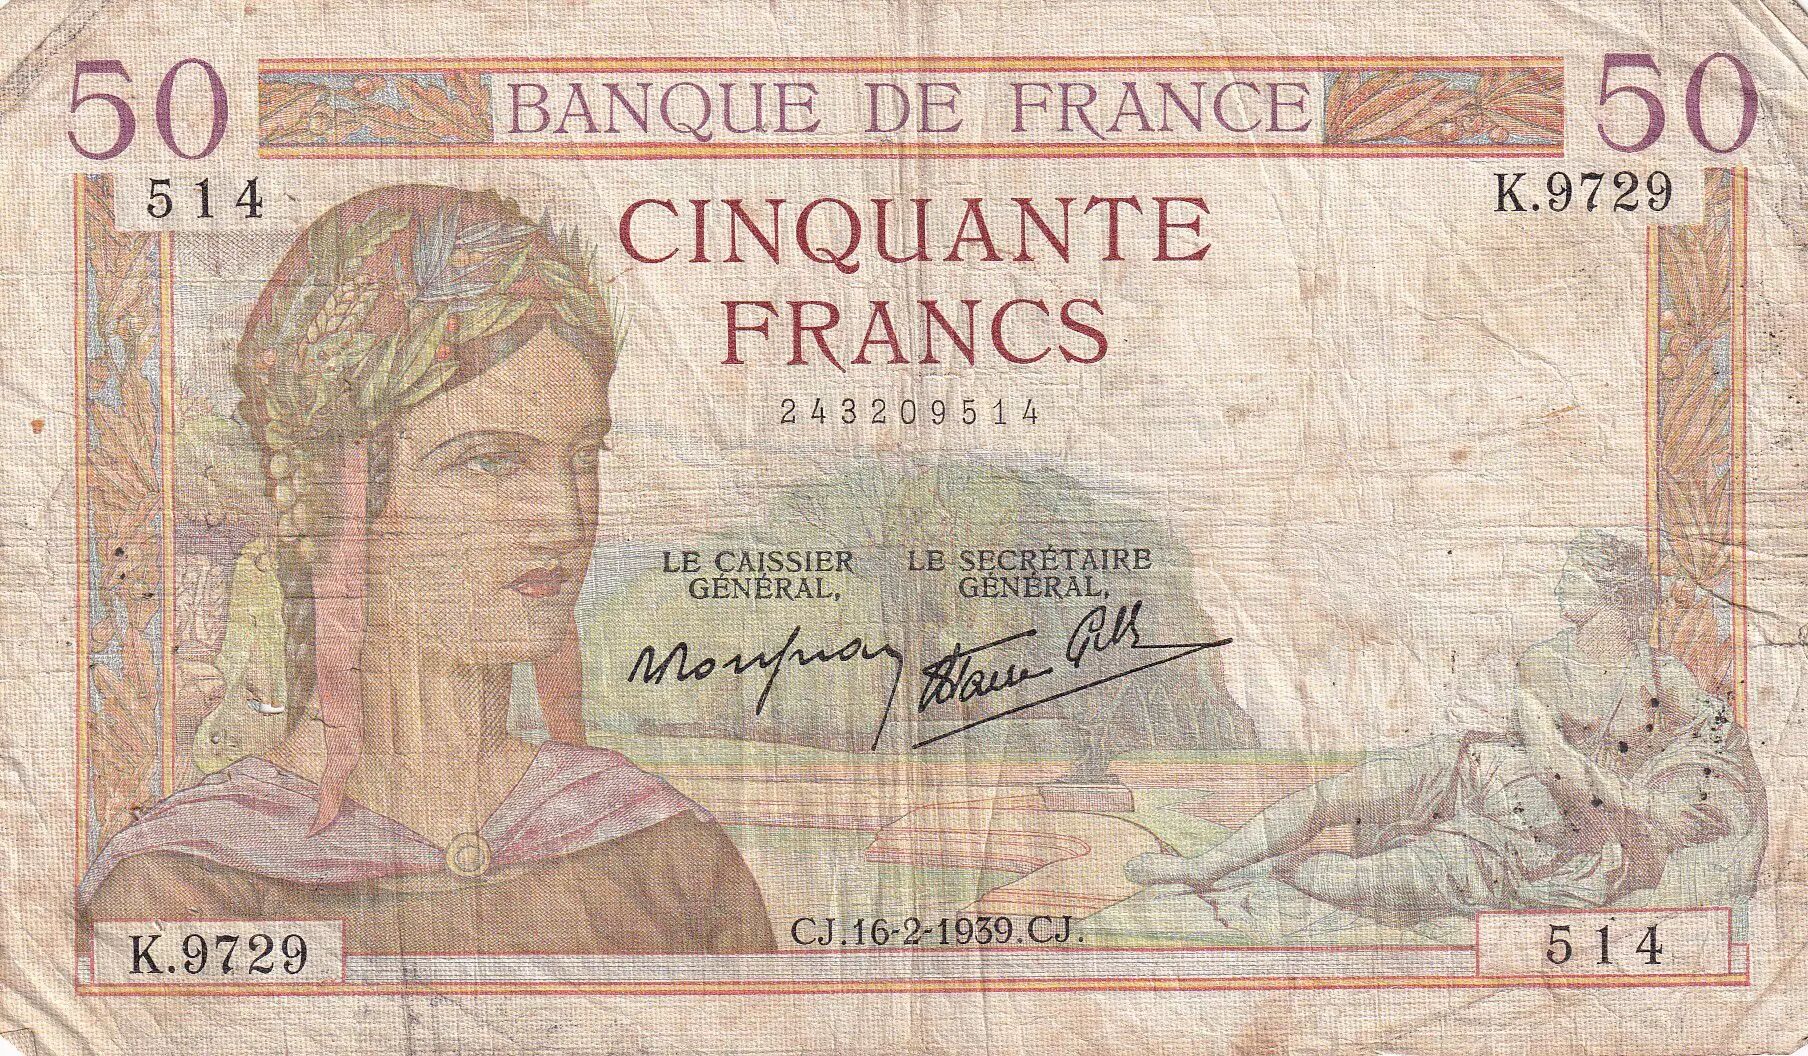 50 BANQUE DE FRANCE 50
514 K.9729
CINQUANTE
FRANCS
243209514
LE CAISSIER
GÉNÉRAL,
LE SECRÉTAIRE
GÉNÉRAL,
CJ.16-2-1939.CJ.
K.9729 514